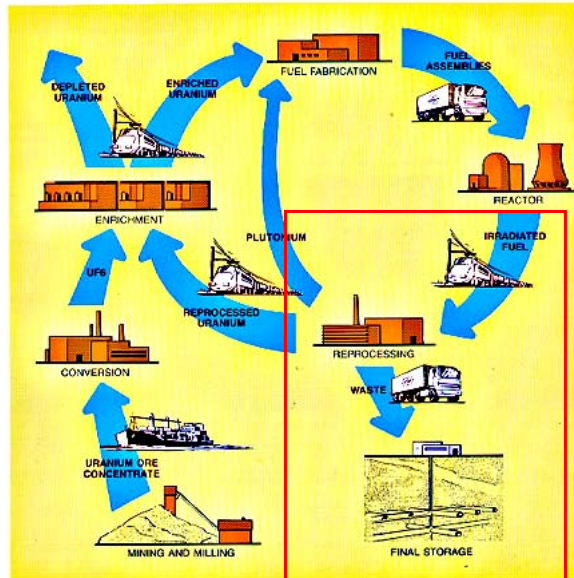 FUEL FABRICATION
FUEL
ASSEMBLIES
DEPLETED
URANIUM
ENRICHED
URANIUM
REACTOR
ENRICHMENT
PLUTONIUM
IRRADIATED
FUEL
UF6
REPROCESSED
URANIUM
REPROCESSING
CONVERSION
WASTE
URANIUM ORE
CONCENTRATE
MINING AND MILLING
FINAL STORAGE